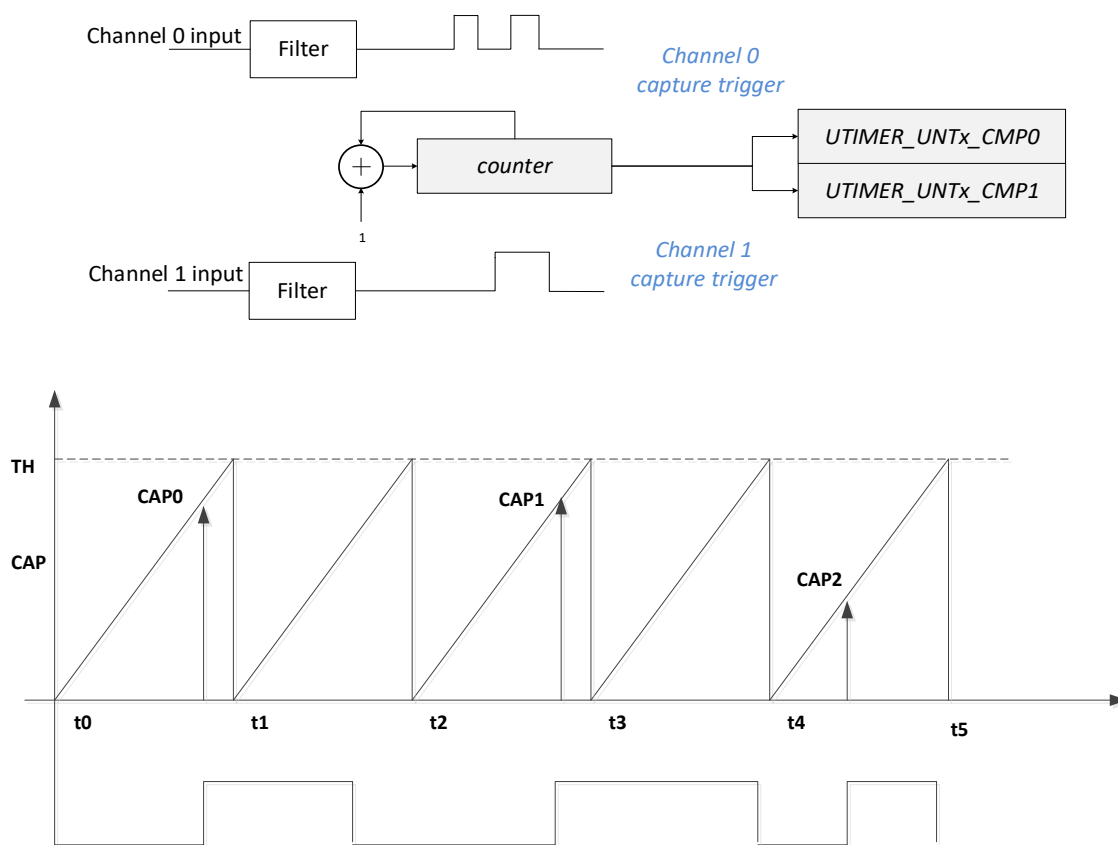 Channel 0 input
Filter
Channel 0
capture trigger
+
counter
UTIMER_UNTx_CMP0
UTIMER_UNTx_CMP1
1
Channel 1 input
Filter
Channel 1
capture trigger
TH
CAP0
CAP1
CAP
CAP2
t0
t1
t2
t3
t4
t5